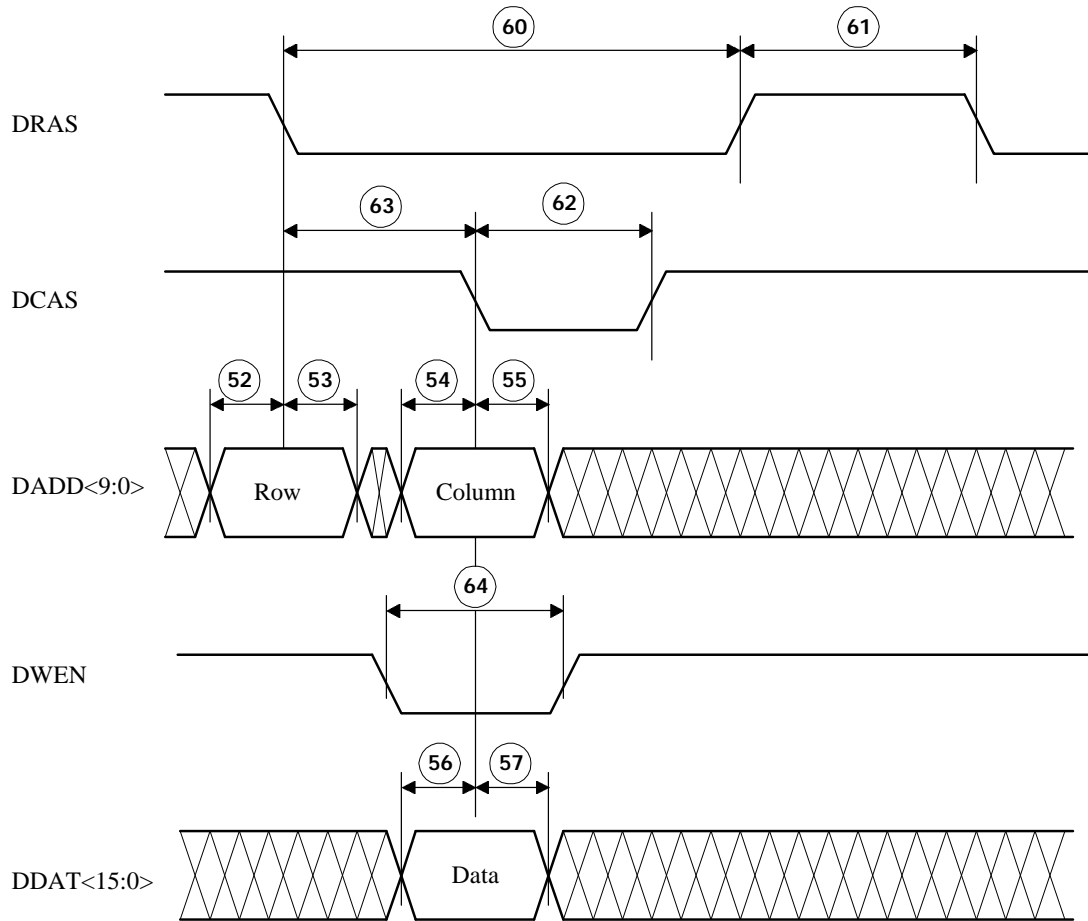 60 61
DRAS
63 62
DCAS
52 53 54 55
DADD<9:0> Row Column
64
DWEN
56 57
DDAT<15:0> Data